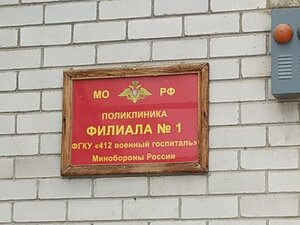 МО РФ
ПОЛИКЛИНИКА
ФИЛИАЛА № 1
ФГКУ «412 военный госпиталь»
Минобороны России